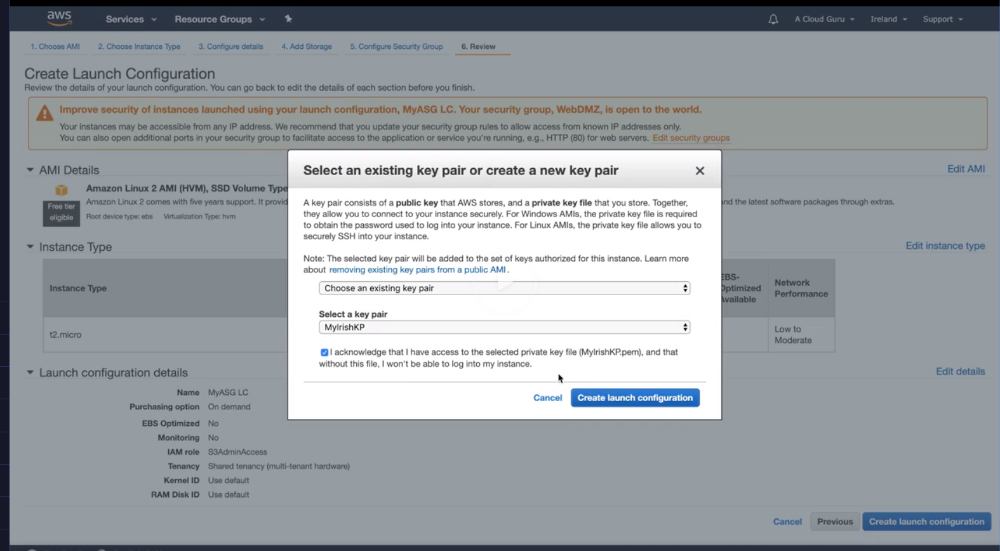 aws
Services
Resource Groups
A Cloud Guru
Ireland
Support
1. Choose AMI
2. Choose Instance Type
3. Configure details
4. Add Storage
5. Configure Security Group
6. Review
Create Launch Configuration
Review the details of your launch configuration. You can go back to edit the details of each section before you finish.
Improve security of instances launched using your launch configuration, MyASG LC. Your security group, WebDMZ, is open to the world.
Your instances may be accessible from any IP address. We recommend that you update your security group rules to allow access from known IP addresses only.
You can also open additional ports in your security group to facilitate access to the application or service you're running, e.g., HTTP (80) for web servers. Edit security groups
AMI Details
Edit AMI
Amazon Linux 2 AMI (HVM), SSD Volume Type
Free tier
eligible
Amazon Linux 2 comes with five years support. It provid
and the latest software packages through extras.
Root device type: ebs Virtualization Type: hvm
Instance Type
Edit instance type
Instance Type
EBS-
Optimized
Available
Network
Performance
t2.micro
Low to
Moderate
Launch configuration details
Edit details
Name MyASG LC
Purchasing option On demand
EBS Optimized No
Monitoring No
IAM role S3AdminAccess
Tenancy Shared tenancy (multi-tenant hardware)
Kernel ID Use default
RAM Disk ID Use default
Select an existing key pair or create a new key pair
A key pair consists of a public key that AWS stores, and a private key file that you store. Together,
they allow you to connect to your instance securely. For Windows AMIs, the private key file is required
to obtain the password used to log into your instance. For Linux AMIs, the private key file allows you to
securely SSH into your instance.
Note: The selected key pair will be added to the set of keys authorized for this instance. Learn more
about removing existing key pairs from a public AMI.
Choose an existing key pair
Select a key pair
MyIrishKP
I acknowledge that I have access to the selected private key file (MyIrishKP.pem), and that
without this file, I won't be able to log into my instance.
Cancel
Create launch configuration
Cancel
Previous
Create launch configuration